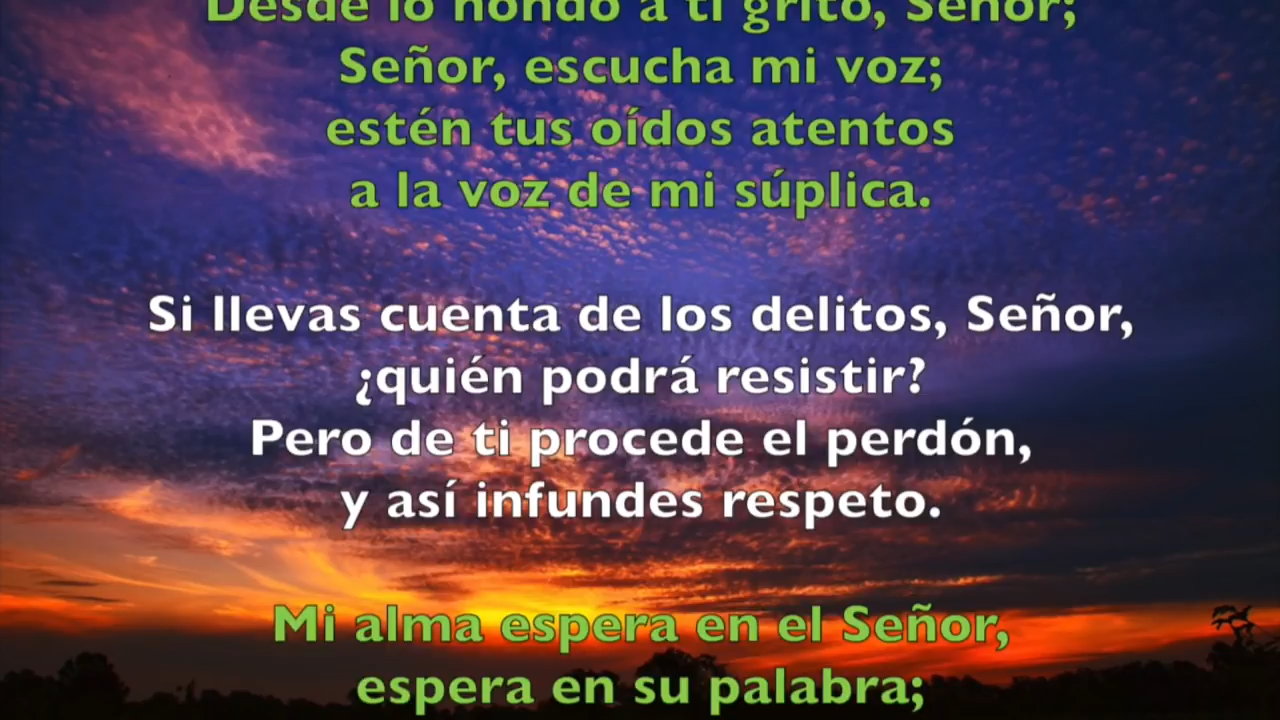 Desde lo hondo a ti grito, Señor;
Señor, escucha mi voz;
estén tus oídos atentos
a la voz de mi súplica.
Si llevas cuenta de los delitos, Señor,
¿quién podrá resistir?
Pero de ti procede el perdón,
y así infundes respeto.
Mi alma espera en el Señor,
espera en su palabra;